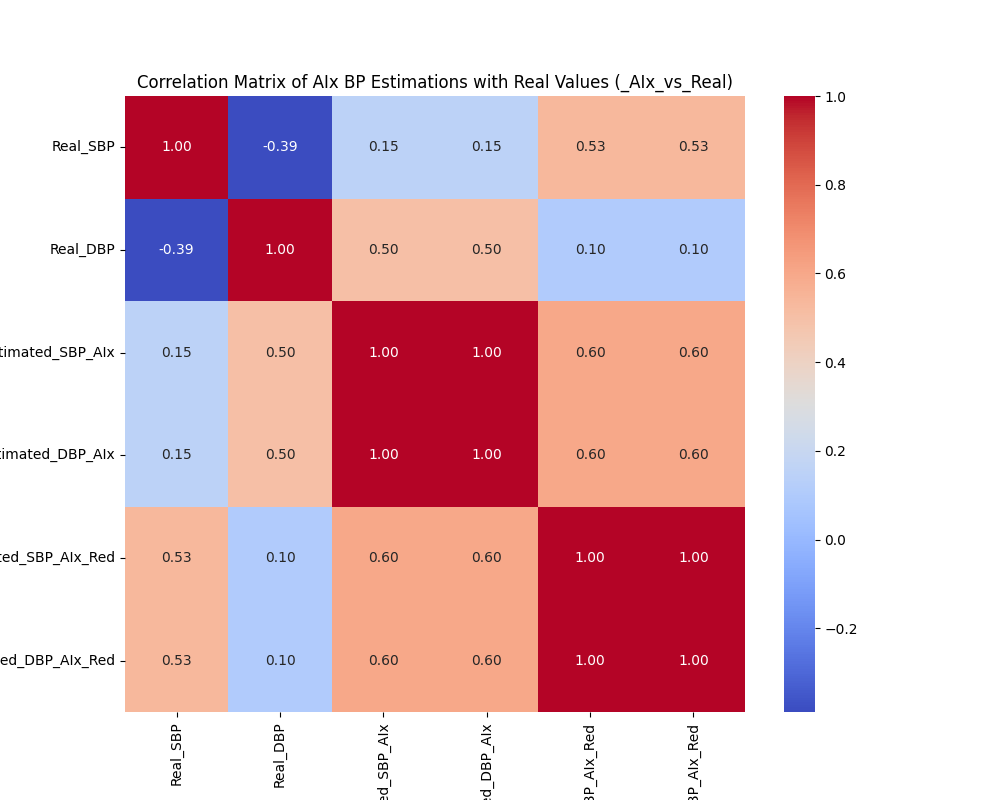 Correlation Matrix of AIx BP Estimations with Real Values (_AIx_vs_Real)
Real_SBP 1.00 -0.39 0.15 0.15 0.53 0.53
Real_DBP -0.39 1.00 0.50 0.50 0.10 0.10
timated_SBP_AIx 0.15 0.50 1.00 1.00 0.60 0.60
timated_DBP_AIx 0.15 0.50 1.00 1.00 0.60 0.60
ted_SBP_AIx_Red 0.53 0.10 0.60 0.60 1.00 1.00
ed_DBP_AIx_Red 0.53 0.10 0.60 0.60 1.00 1.00
Real_SBP
Real_DBP
ed_SBP_AIx
ed_DBP_AIx
BP_AIx_Red
BP_AIx_Red
1.0
0.8
0.6
0.4
0.2
0.0
−0.2